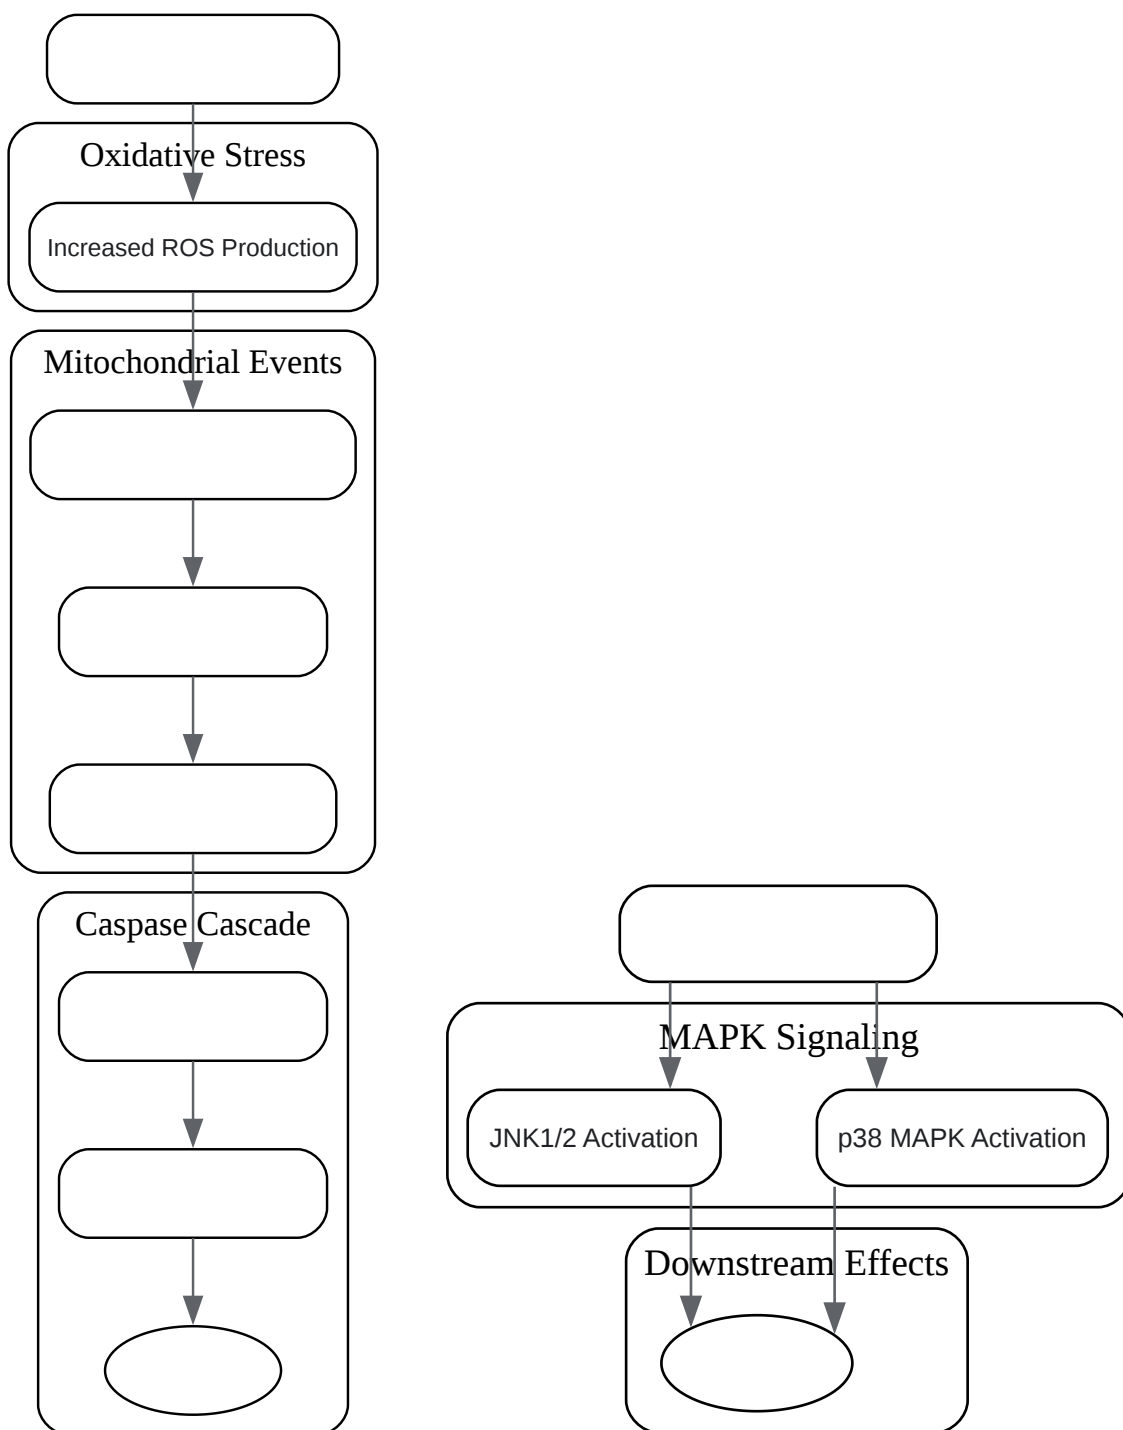 Oxidative Stress
Increased ROS Production
Mitochondrial Events
Caspase Cascade
MAPK Signaling
JNK1/2 Activation
p38 MAPK Activation
Downstream Effects